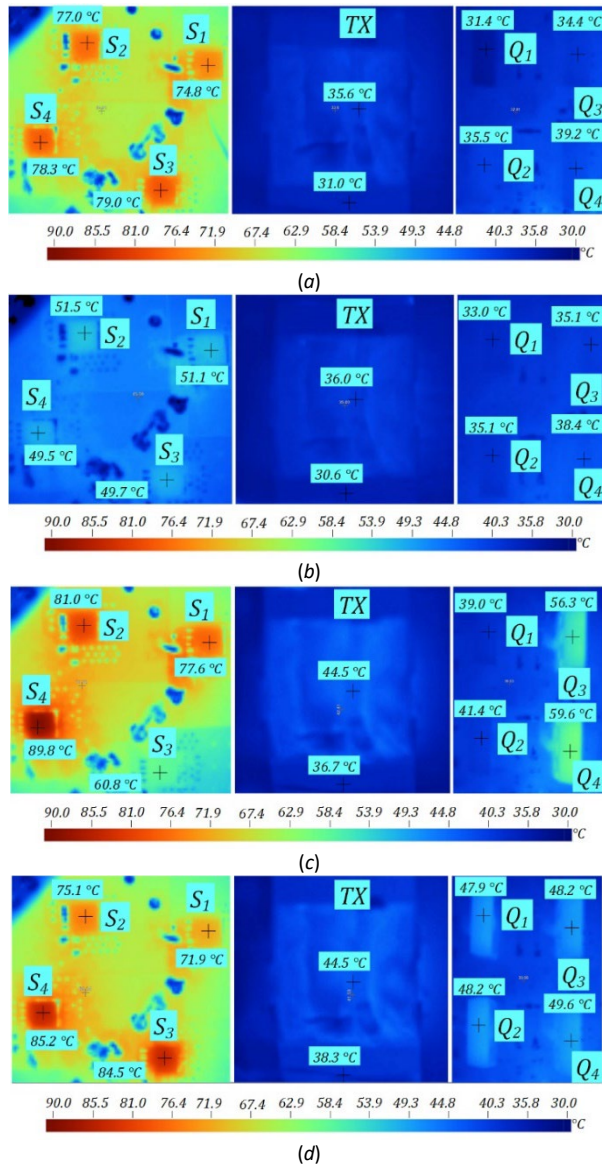 77.0 °C
S1
S2
74.8 °C
S4
78.3 °C
S3
79.0 °C
TX
35.6 °C
31.0 °C
31.4 °C
34.4 °C
Q1
Q3
35.5 °C
39.2 °C
Q2
Q4
90.0 85.5 81.0 76.4 71.9 67.4 62.9 58.4 53.9 49.3 44.8 40.3 35.8 30.0 °C
(a)
51.5 °C
S1
S2
51.1 °C
S4
49.5 °C
S3
49.7 °C
TX
36.0 °C
30.6 °C
33.0 °C
35.1 °C
Q1
Q3
35.1 °C
38.4 °C
Q2
Q4
90.0 85.5 81.0 76.4 71.9 67.4 62.9 58.4 53.9 49.3 44.8 40.3 35.8 30.0 °C
(b)
81.0 °C
S1
S2
77.6 °C
S4
89.8 °C
S3
60.8 °C
TX
44.5 °C
36.7 °C
39.0 °C
56.3 °C
Q1
Q3
41.4 °C
59.6 °C
Q2
Q4
90.0 85.5 81.0 76.4 71.9 67.4 62.9 58.4 53.9 49.3 44.8 40.3 35.8 30.0 °C
(c)
75.1 °C
S1
S2
71.9 °C
S4
85.2 °C
S3
84.5 °C
TX
44.5 °C
38.3 °C
47.9 °C
48.2 °C
Q1
Q3
48.2 °C
49.6 °C
Q2
Q4
90.0 85.5 81.0 76.4 71.9 67.4 62.9 58.4 53.9 49.3 44.8 40.3 35.8 30.0 °C
(d)